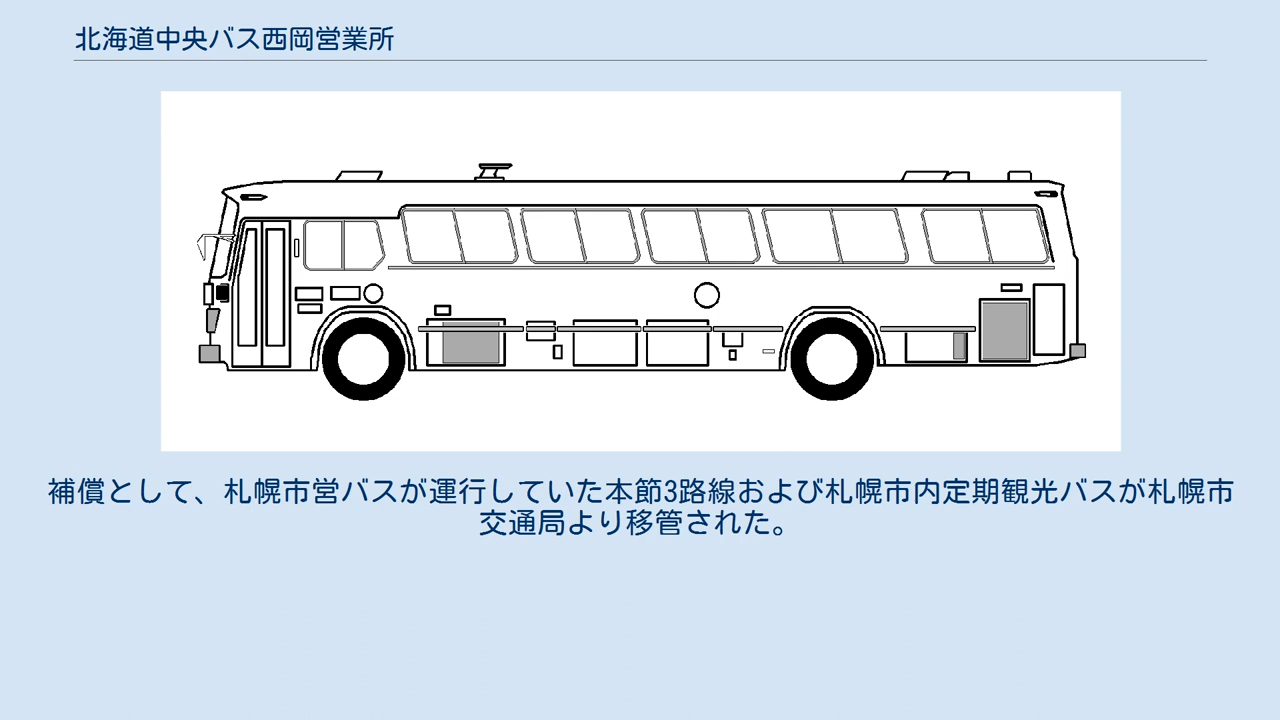 北海道中央バス西岡営業所
補償として、札幌市営バスが運行していた本節3路線および札幌市内定期観光バスが札幌市
交通局より移管された。